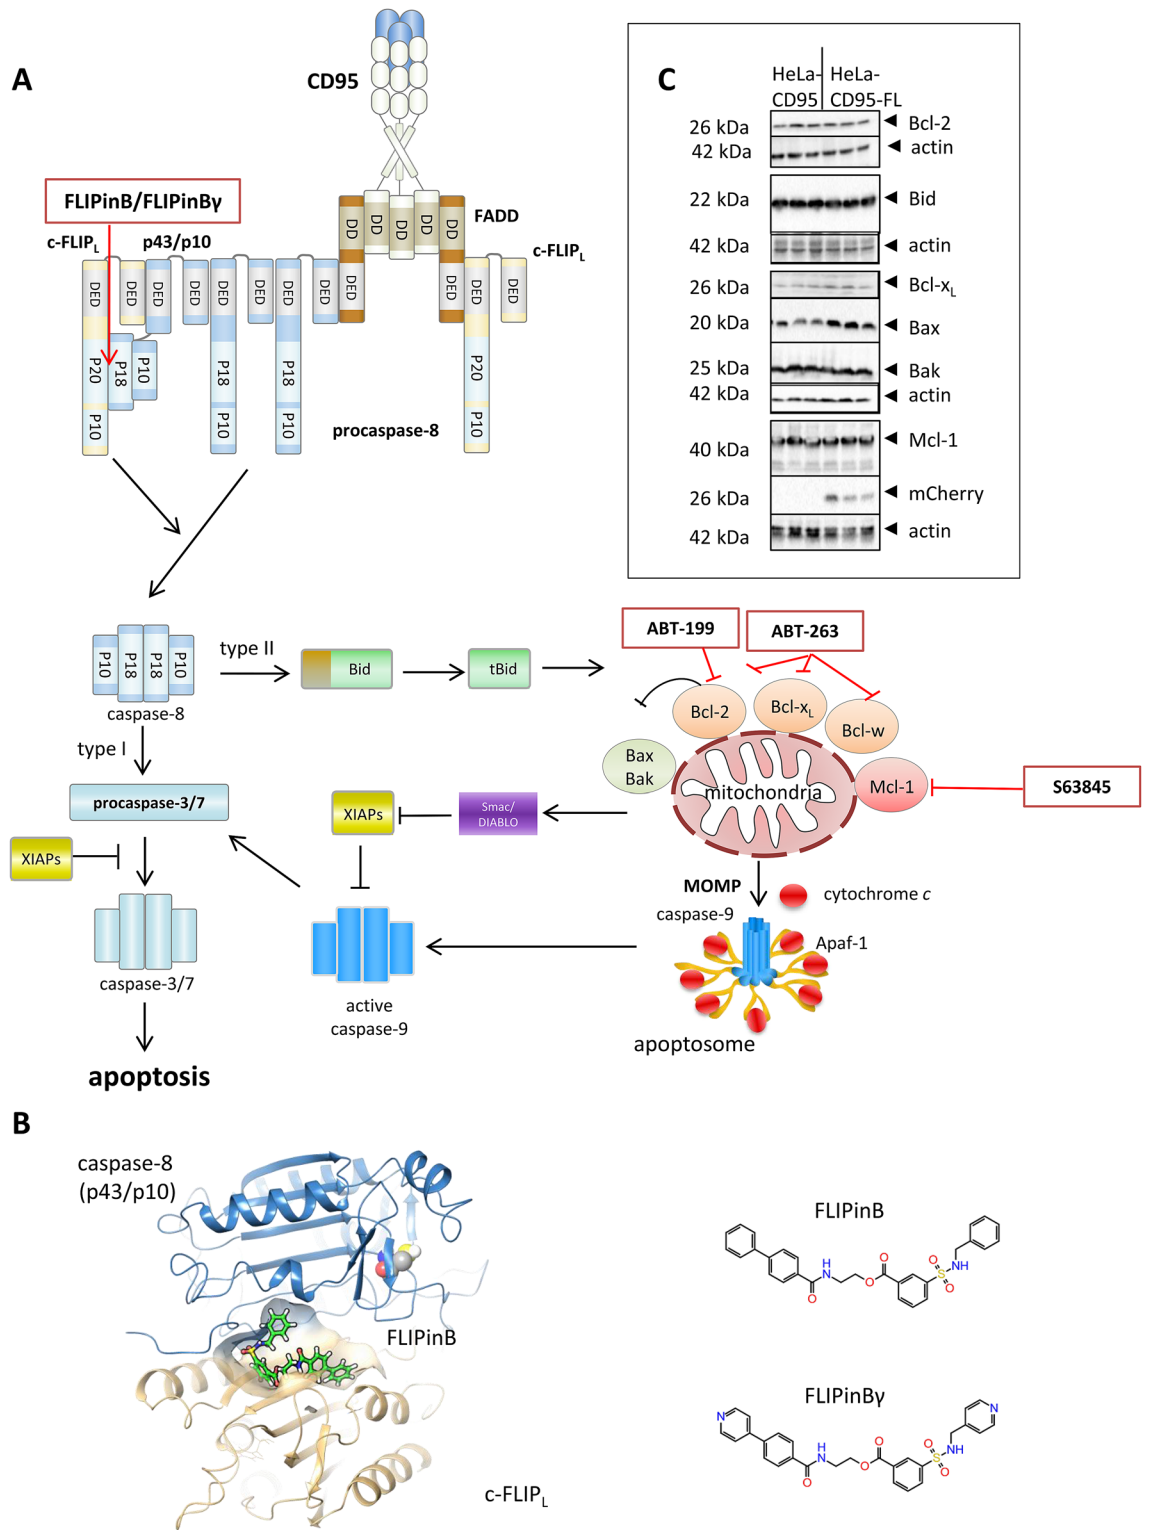 A
CD95
FLIPinB/FLIPinBγ
c-FLIPL
p43/p10
FADD
c-FLIPL
DD
DD
DD
DD
DD
DED
DED
DED
DED
DED
DED
DED
DED
DED
DED
DED
DED
P20
P18
P10
P18
P18
P20
P10
P10
P10
P10
procaspase-8
C
HeLa-
CD95
HeLa-
CD95-FL
26 kDa
Bcl-2
42 kDa
actin
22 kDa
Bid
42 kDa
actin
26 kDa
Bcl-xL
20 kDa
Bax
25 kDa
Bak
42 kDa
actin
40 kDa
Mcl-1
26 kDa
mCherry
42 kDa
actin
P10
P18
P18
P10
caspase-8
type II
Bid
tBid
ABT-199
ABT-263
Bcl-2
Bcl-xL
Bcl-w
Bax
Bak
mitochondria
Mcl-1
S63845
type I
procaspase-3/7
XIAPs
XIAPs
Smac/
DIABLO
MOMP
cytochrome c
caspase-9
Apaf-1
apoptosome
active
caspase-9
caspase-3/7
apoptosis
B
caspase-8
(p43/p10)
FLIPinB
c-FLIPL
FLIPinB
H
N
O
O
O
O
S
NH
O
FLIPinBγ
N
H
N
O
O
O
O
S
NH
O
N